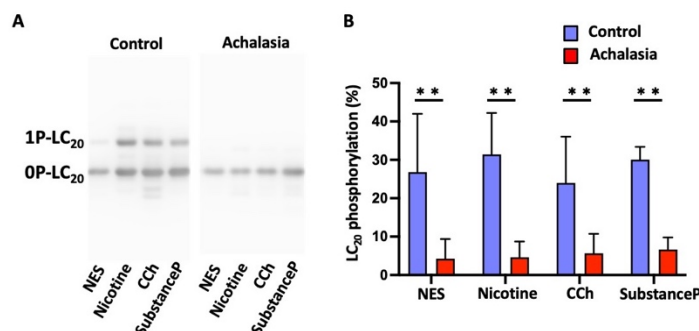 A
Control Achalasia
1P-LC20
0P-LC20
NES Nicotine CCh SubstanceP NES Nicotine CCh SubstanceP
B
Control
Achalasia
LC20 phosphorylation (%)
50
40
30
20
10
0
** ** ** **
NES Nicotine CCh SubstanceP